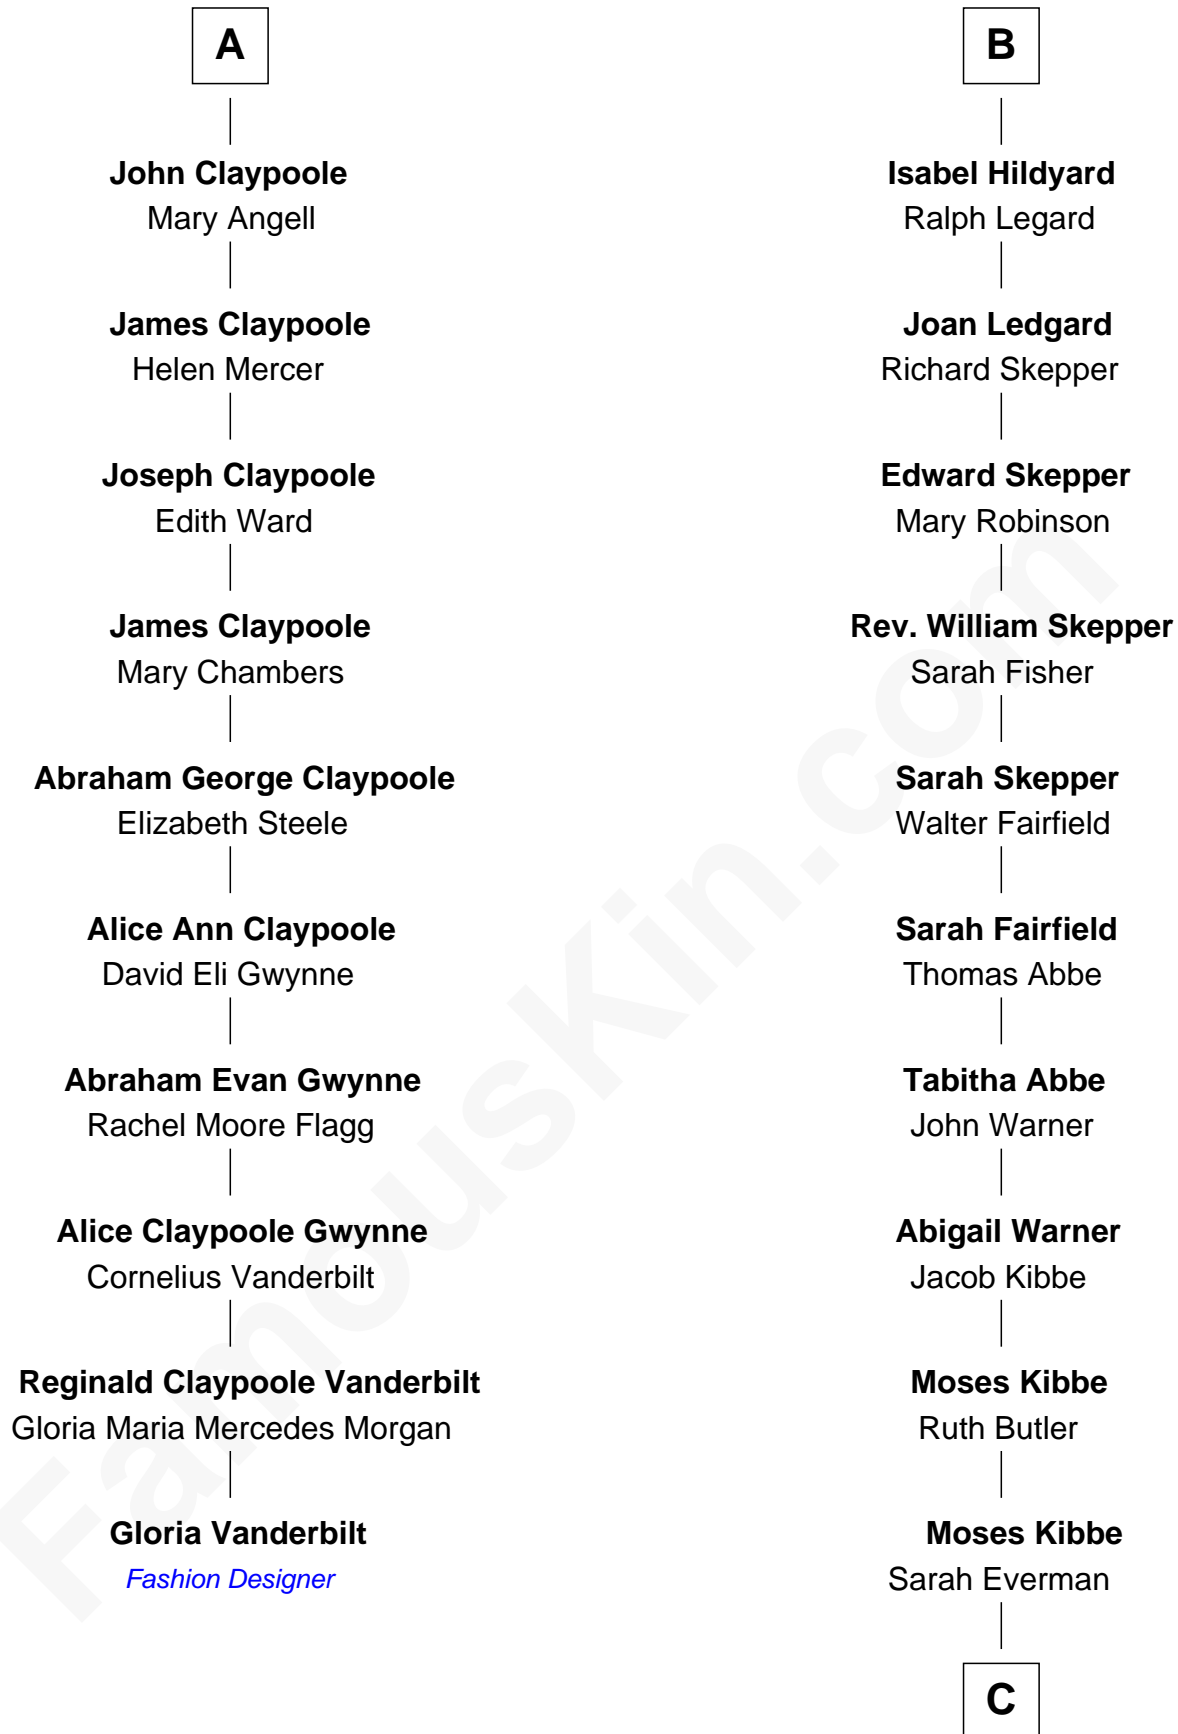 A
John Claypoole
Mary Angell
James Claypoole
Helen Mercer
Joseph Claypoole
Edith Ward
James Claypoole
Mary Chambers
Abraham George Claypoole
Elizabeth Steele
Alice Ann Claypoole
David Eli Gwynne
Abraham Evan Gwynne
Rachel Moore Flagg
Alice Claypoole Gwynne
Cornelius Vanderbilt
Reginald Claypoole Vanderbilt
Gloria Maria Mercedes Morgan
Gloria Vanderbilt
Fashion Designer
B
Isabel Hildyard
Ralph Legard
Joan Ledgard
Richard Skepper
Edward Skepper
Mary Robinson
Rev. William Skepper
Sarah Fisher
Sarah Skepper
Walter Fairfield
Sarah Fairfield
Thomas Abbe
Tabitha Abbe
John Warner
Abigail Warner
Jacob Kibbe
Moses Kibbe
Ruth Butler
Moses Kibbe
Sarah Everman
C
FamousKin.com